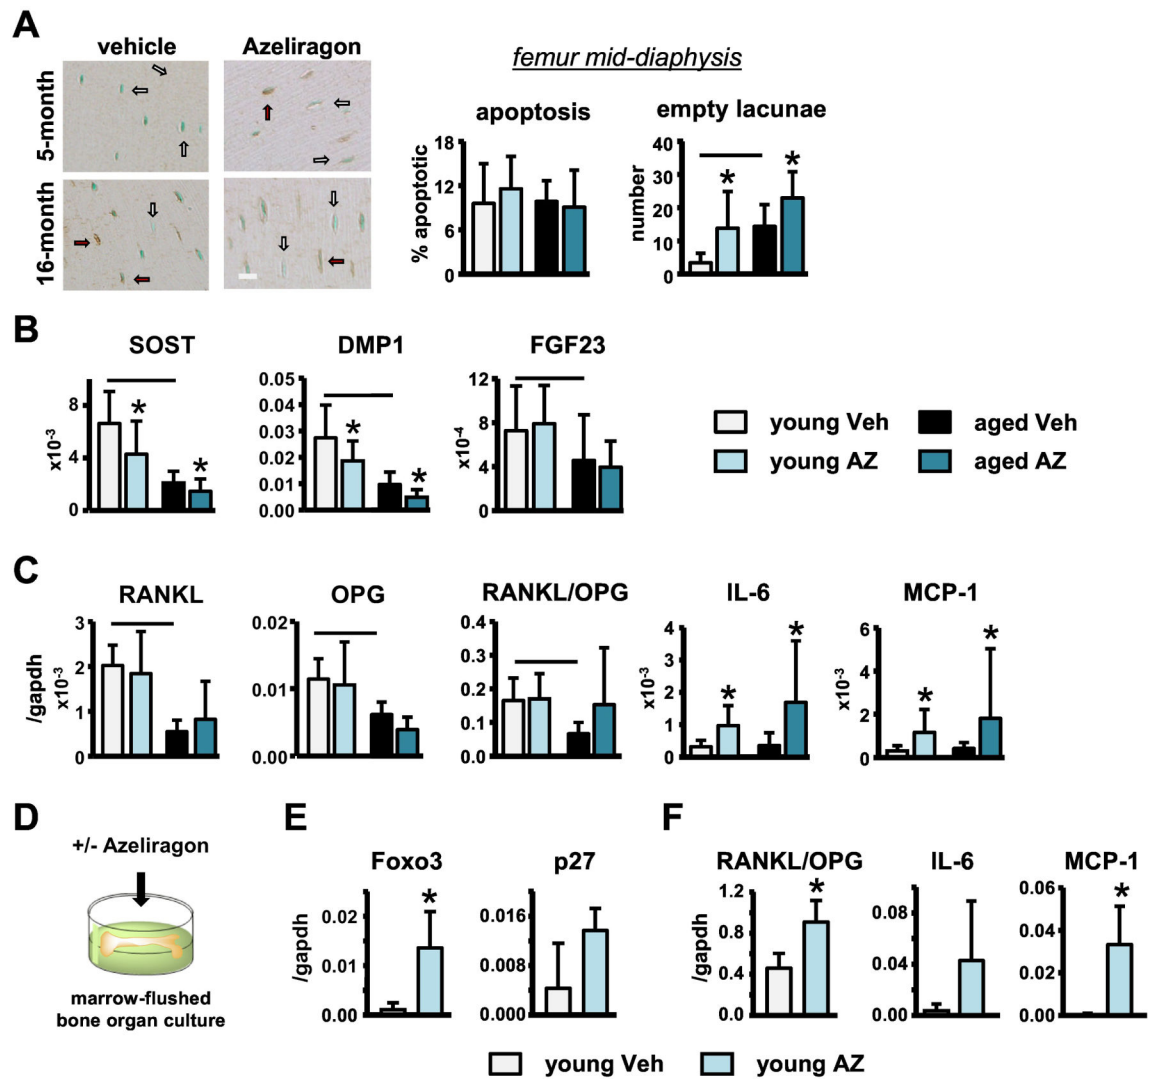 A
vehicle
Azeliragon
5-month
16-month
femur mid-diaphysis
apoptosis
empty lacunae
% apoptotic
18
12
6
0
number
40
30
20
10
0
*
*
B
SOST
DMP1
FGF23
x10-3
8
4
0
*
*
0.05
0.04
0.03
0.02
0.01
0.00
*
*
x10-4
12
8
4
0
young Veh
aged Veh
young AZ
aged AZ
C
RANKL
OPG
RANKL/OPG
IL-6
MCP-1
/gapdh
x10-3
3
2
1
0
0.02
0.01
0.00
0.4
0.3
0.2
0.1
0.0
x10-3
4
3
2
1
0
*
*
x10-3
6
4
2
0
*
*
D
+/- Azeliragon
marrow-flushed
bone organ culture
E
Foxo3
p27
/gapdh
0.02
0.01
0.00
*
0.016
0.008
0.000
F
RANKL/OPG
IL-6
MCP-1
/gapdh
1.2
0.8
0.4
0.0
*
0.08
0.04
0.00
0.06
0.04
0.02
0.00
*
young Veh
young AZ